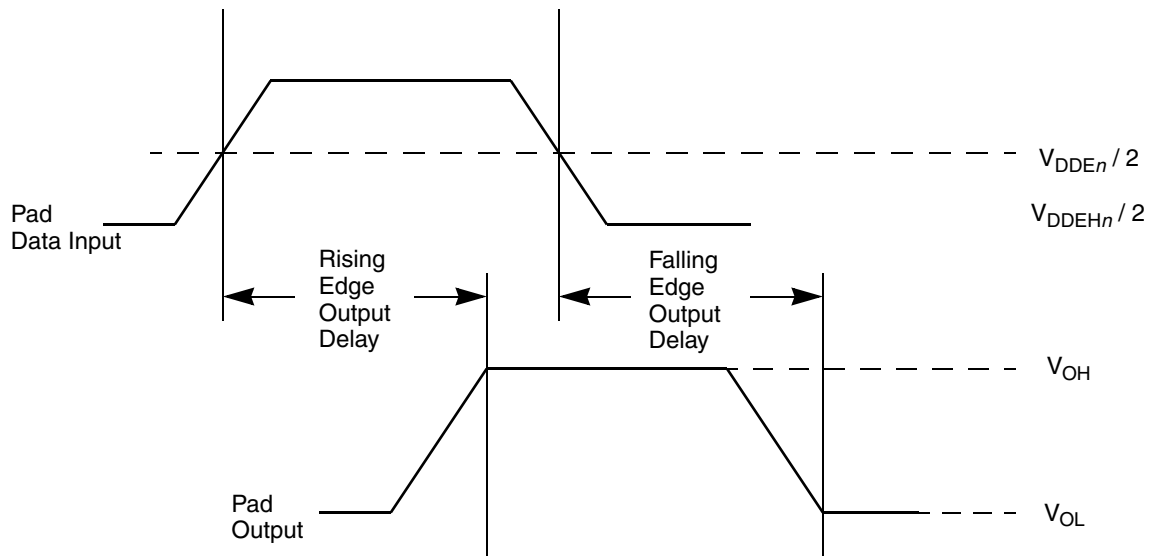 V_DDEn / 2
Pad
Data Input
V_DDEHn / 2
Rising
Edge
Output
Delay
Falling
Edge
Output
Delay
V_OH
Pad
Output
V_OL